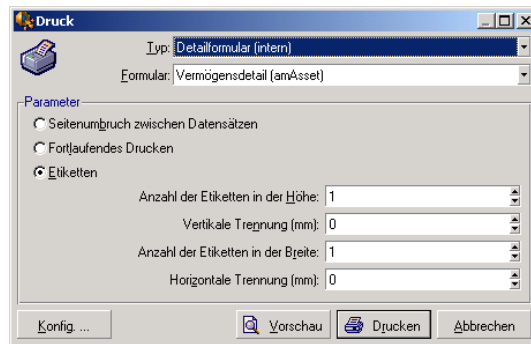 Druck
Typ: Detailformular (intern)
Formular: Vermögensdetail (amAsset)
Parameter
Seitenumbruch zwischen Datensätzen
Fortlaufendes Drucken
Etiketten
Anzahl der Etiketten in der Höhe: 1
Vertikale Trennung (mm): 0
Anzahl der Etiketten in der Breite: 1
Horizontale Trennung (mm): 0
Konfig. ... Vorschau Drucken Abbrechen